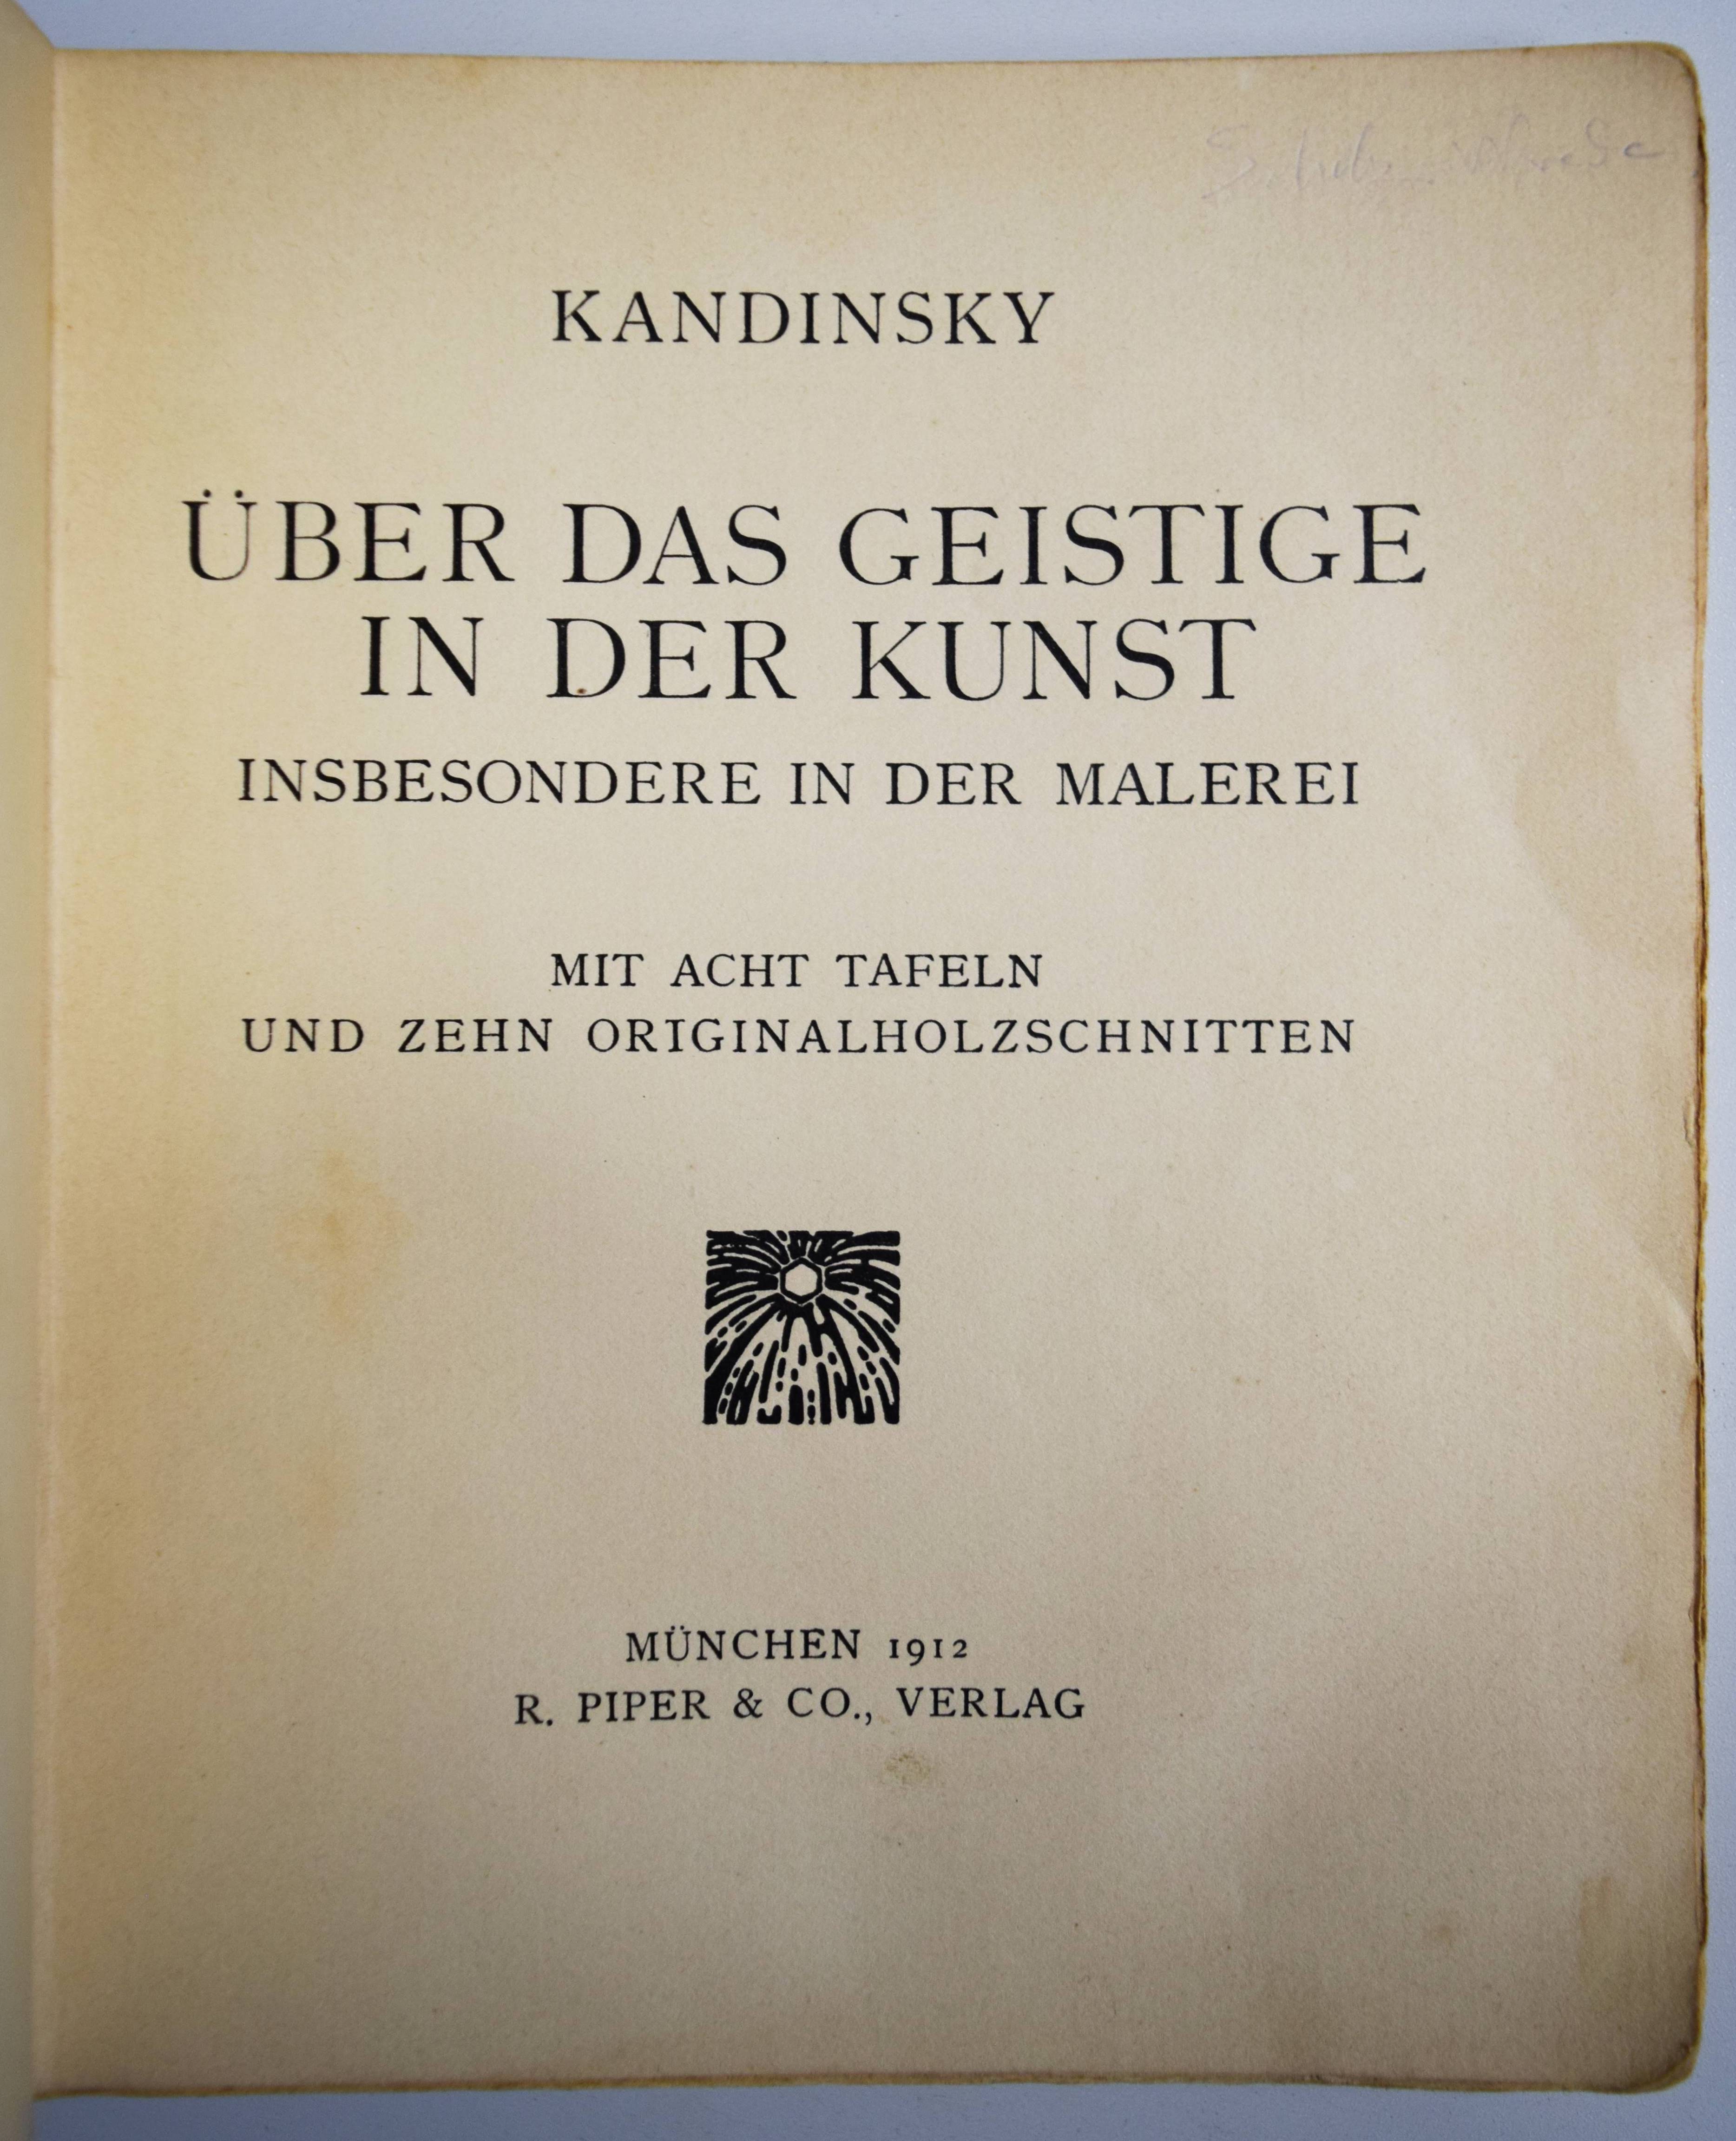 KANDINSKY
ÜBER DAS GEISTIGE
IN DER KUNST
INSBESONDERE IN DER MALEREI
MIT ACHT TAFELN
UND ZEHN ORIGINALHOLZSCHNITTEN
MÜNCHEN 1912
R. PIPER & CO., VERLAG